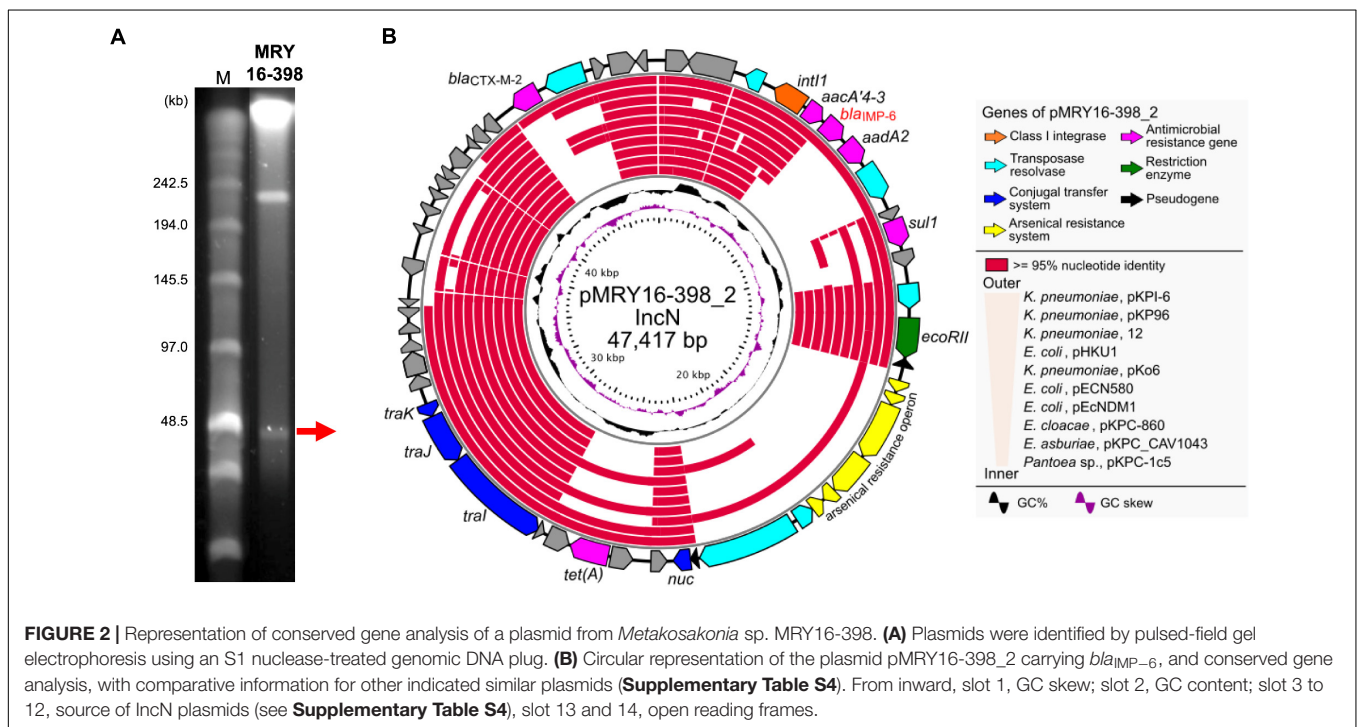 A
B
MRY
16-398
M
(kb)
242.5
194.0
145.5
97.0
48.5
blaCTX-M-2
intI1
aacA'4-3
blaIMP-6
aadA2
sul1
ecoRII
arsenical resistance operon
nuc
tet(A)
traI
traJ
traK
40 kbp
pMRY16-398_2
IncN
47,417 bp
30 kbp
20 kbp
Genes of pMRY16-398_2
Class I integrase
Antimicrobial
resistance gene
Transposase
resolvase
Restriction
enzyme
Conjugal transfer
system
Pseudogene
Arsenical resistance
system
>= 95% nucleotide identity
Outer
K. pneumoniae, pKPI-6
K. pneumoniae, pKP96
K. pneumoniae, 12
E. coli, pHKU1
K. pneumoniae, pKo6
E. coli, pECN580
E. coli, pEcNDM1
E. cloacae, pKPC-860
E. asburiae, pKPC_CAV1043
Pantoea sp., pKPC-1c5
Inner
GC%
GC skew
FIGURE 2 | Representation of conserved gene analysis of a plasmid from Metakosakonia sp. MRY16-398. (A) Plasmids were identified by pulsed-field gel
electrophoresis using an S1 nuclease-treated genomic DNA plug. (B) Circular representation of the plasmid pMRY16-398_2 carrying blaIMP−6, and conserved gene
analysis, with comparative information for other indicated similar plasmids (Supplementary Table S4). From inward, slot 1, GC skew; slot 2, GC content; slot 3 to
12, source of IncN plasmids (see Supplementary Table S4), slot 13 and 14, open reading frames.